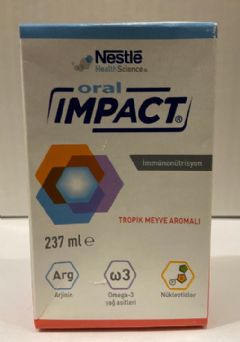 Nestlé
HealthScience®
oral
IMPACT®
İmmünonütrisyon
TROPİK MEYVE AROMALI
237 ml e
Arg
ω3
Arjinin
Omega-3
yağ asitleri
Nükleotidler